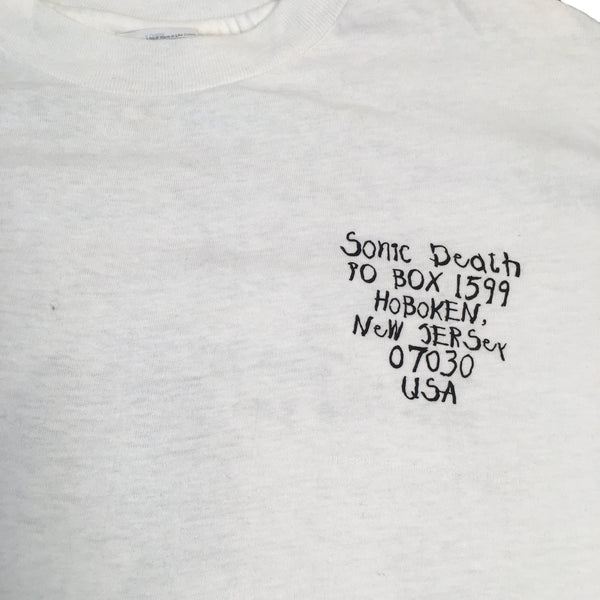 Sonic Death
PO BOX 1599
HOBOKEN,
NeW JERSey
07030
USA